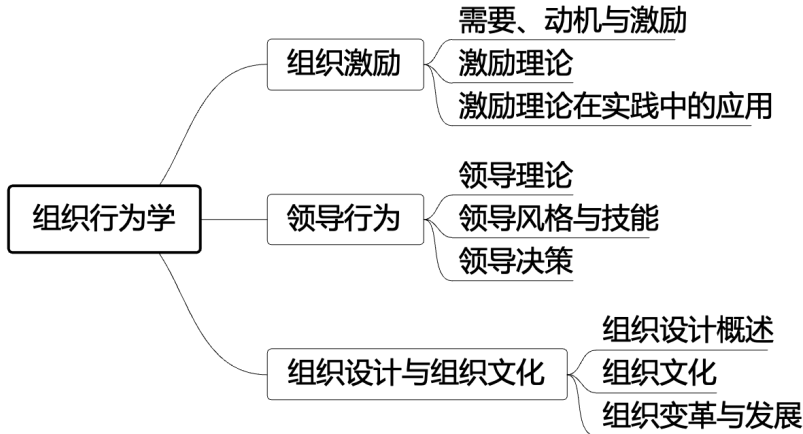 组织行为学
组织激励
需要、动机与激励
激励理论
激励理论在实践中的应用
领导行为
领导理论
领导风格与技能
领导决策
组织设计与组织文化
组织设计概述
组织文化
组织变革与发展